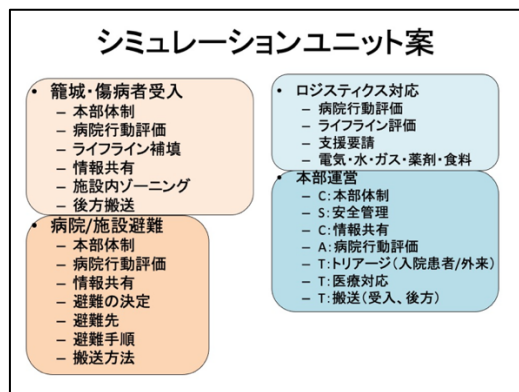 シミュレーションユニット案
• 籠城・傷病者受入
– 本部体制
– 病院行動評価
– ライフライン補填
– 情報共有
– 施設内ゾーニング
– 後方搬送
• 病院/施設避難
– 本部体制
– 病院行動評価
– 情報共有
– 避難の決定
– 避難先
– 避難手順
– 搬送方法
• ロジスティクス対応
– 病院行動評価
– ライフライン評価
– 支援要請
– 電気・水・ガス・薬剤・食料
• 本部運営
– C:本部体制
– S:安全管理
– C:情報共有
– A:病院行動評価
– T:トリアージ(入院患者/外来)
– T:医療対応
– T:搬送(受入、後方)